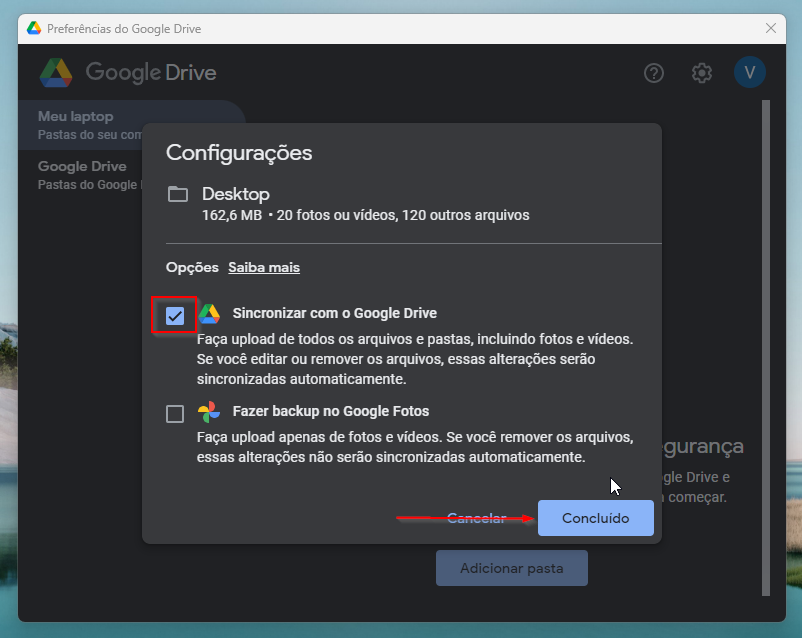 Preferências do Google Drive
Google Drive
V
Meu laptop
Pastas do seu com
Google Drive
Pastas do Google
Configurações
Desktop
162,6 MB • 20 fotos ou vídeos, 120 outros arquivos
Opções Saiba mais
Sincronizar com o Google Drive
Faça upload de todos os arquivos e pastas, incluindo fotos e vídeos.
Se você editar ou remover os arquivos, essas alterações serão
sincronizadas automaticamente.
Fazer backup no Google Fotos
Faça upload apenas de fotos e vídeos. Se você remover os arquivos,
essas alterações não serão sincronizadas automaticamente.
egurança
gle Drive e
começar.
Cancelar
Concluído
Adicionar pasta